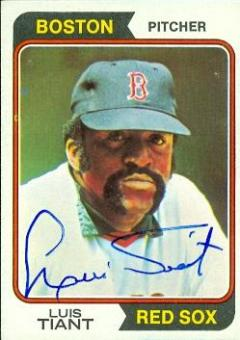 BOSTON PITCHER
B
Luis Tiant
LUIS
TIANT RED SOX